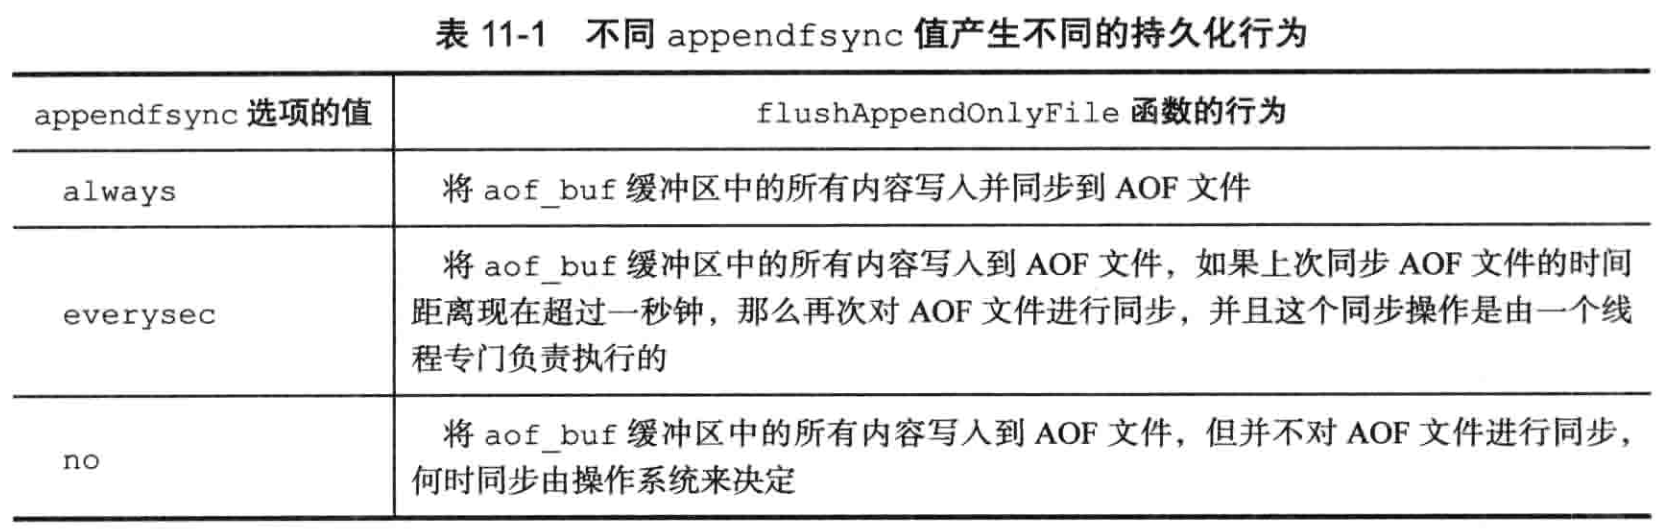 表 11-1 不同 appendfsync 值产生不同的持久化行为
appendfsync 选项的值 flushAppendOnlyFile 函数的行为
always 将 aof_buf 缓冲区中的所有内容写入并同步到 AOF 文件
将 aof_buf 缓冲区中的所有内容写入到 AOF 文件，如果上次同步 AOF 文件的时间
everysec 距离现在超过一秒钟，那么再次对 AOF 文件进行同步，并且这个同步操作是由一个线
程专门负责执行的
no 将 aof_buf 缓冲区中的所有内容写入到 AOF 文件，但并不对 AOF 文件进行同步，
何时同步由操作系统来决定